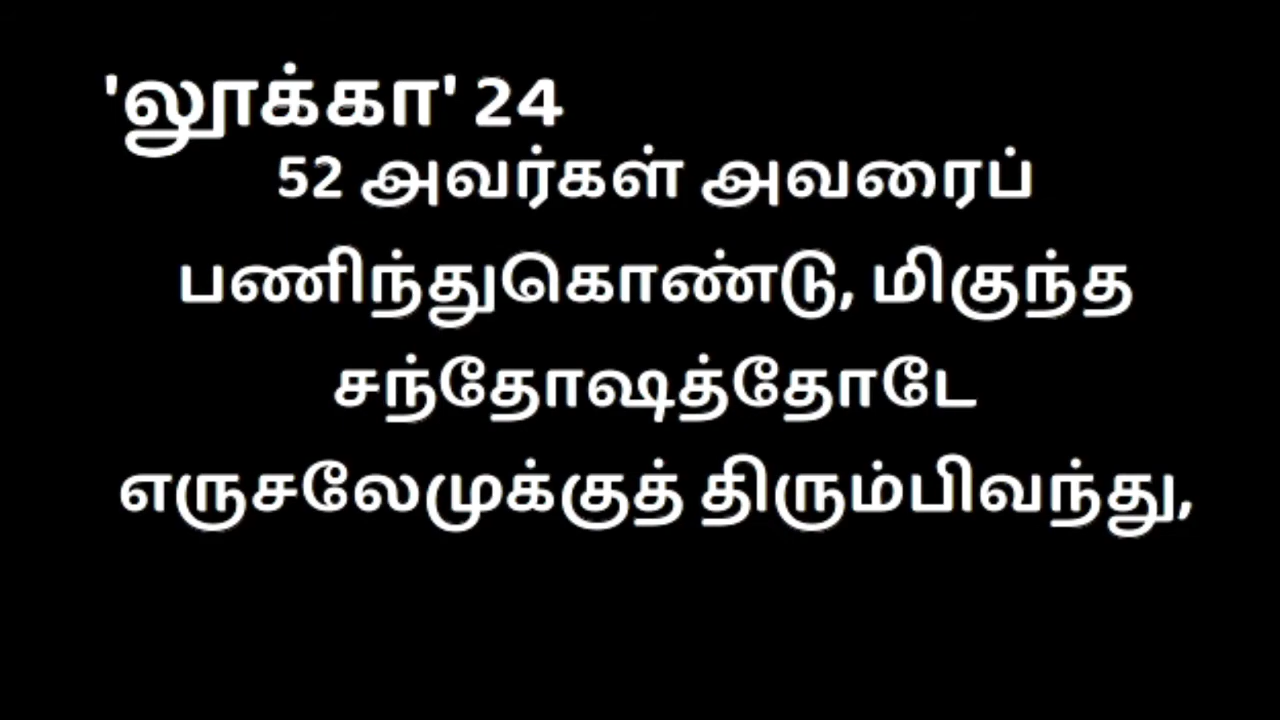 'லூக்கா' 24
52 அவர்கள் அவரைப்
பணிந்துகொண்டு, மிகுந்த
சந்தோஷத்தோடே
எருசலேமுக்குத் திரும்பிவந்து,